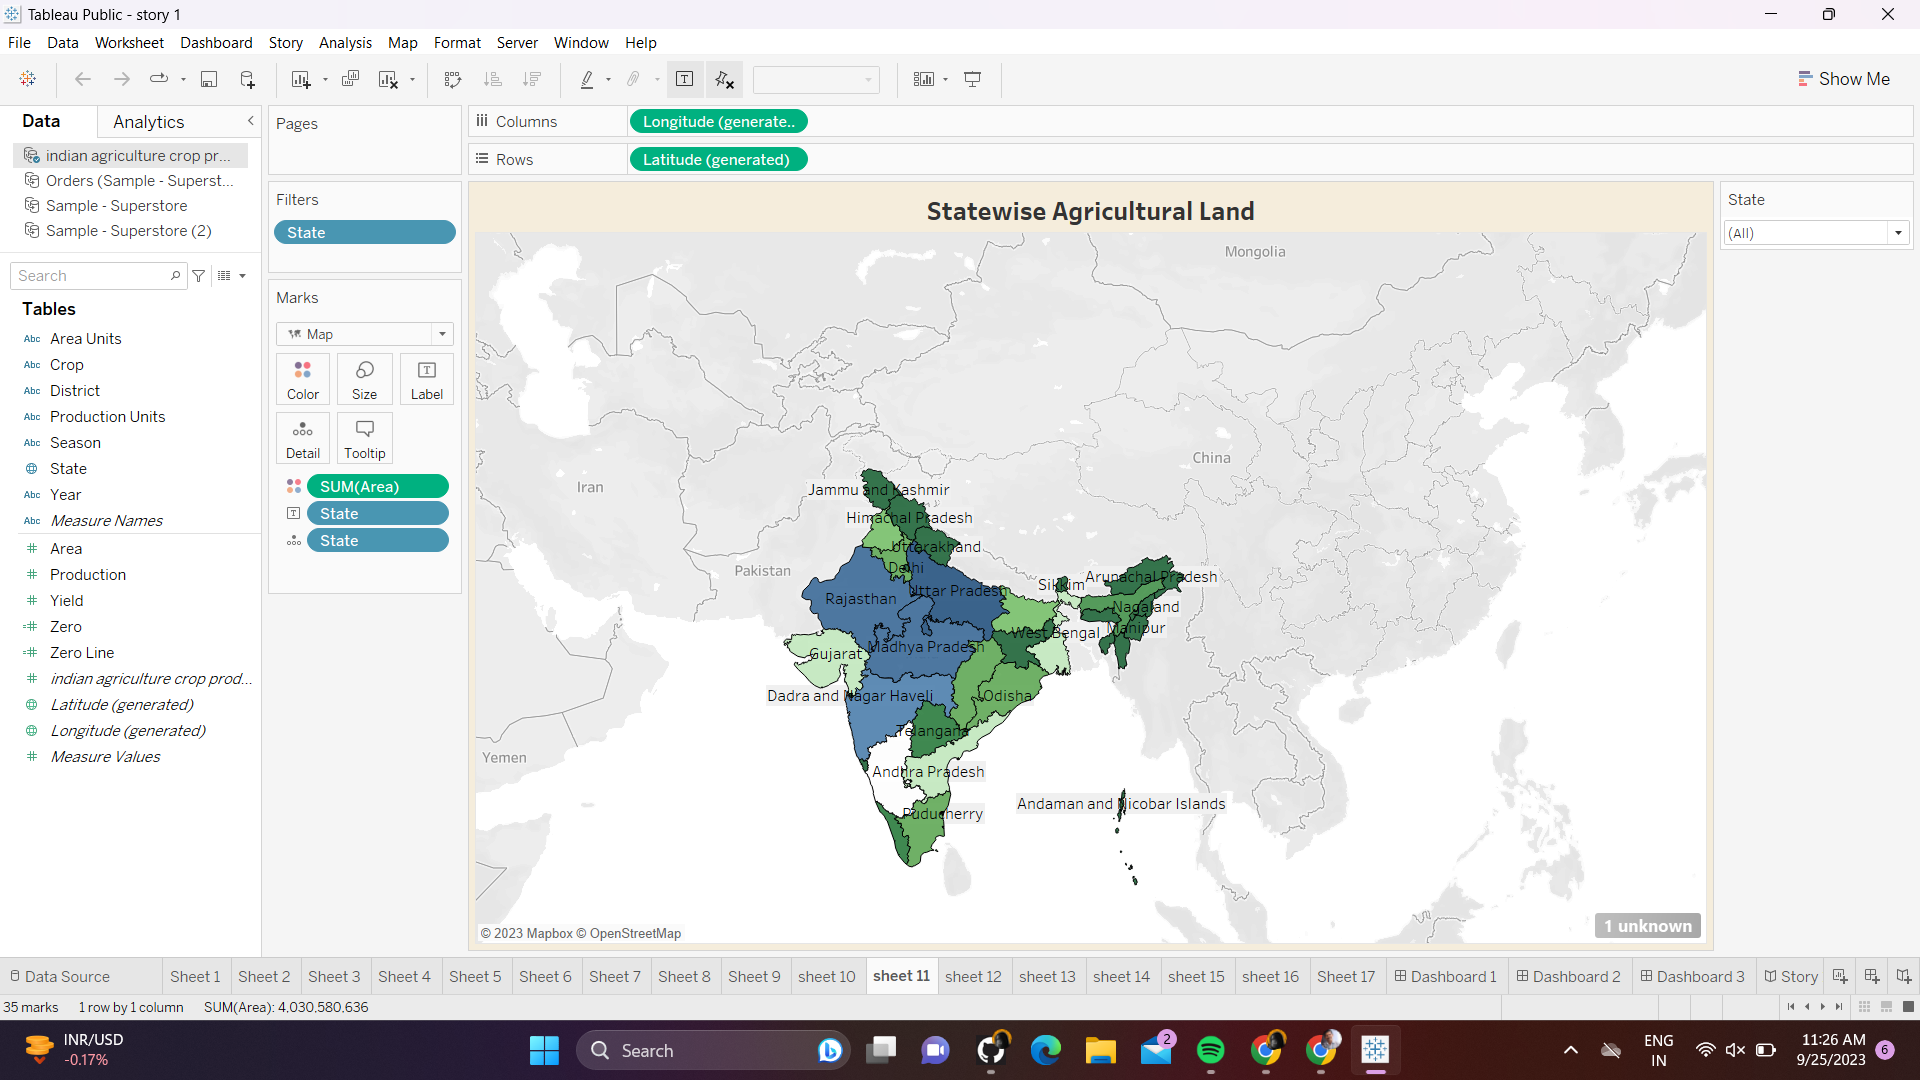 Tableau Public - story 1
File Data Worksheet Dashboard Story Analysis Map Format Server Window Help
Show Me
Data Analytics
indian agriculture crop pr...
Orders (Sample - Superst...
Sample - Superstore
Sample - Superstore (2)
Search
Tables
Abc Area Units
Abc Crop
Abc District
Abc Production Units
Abc Season
State
Abc Year
Abc Measure Names
# Area
# Production
# Yield
=# Zero
=# Zero Line
# indian agriculture crop prod...
Latitude (generated)
Longitude (generated)
# Measure Values
Pages
Filters
State
Marks
Map
Color Size Label
Detail Tooltip
SUM(Area)
State
State
Columns Longitude (generate..
Rows Latitude (generated)
Statewise Agricultural Land
Mongolia
China
Iran
Jammu and Kashmir
Himachal Pradesh
Uttarakhand
Delhi
Pakistan
Sikkim
Arunachal Pradesh
Rajasthan
Uttar Pradesh
Nagaland
Manipur
West Bengal
Gujarat
Madhya Pradesh
Dadra and Nagar Haveli
Odisha
Telangana
Yemen
Andhra Pradesh
Andaman and Nicobar Islands
Puducherry
© 2023 Mapbox © OpenStreetMap
1 unknown
State
(All)
Data Source Sheet 1 Sheet 2 Sheet 3 Sheet 4 Sheet 5 Sheet 6 Sheet 7 Sheet 8 Sheet 9 sheet 10 sheet 11 sheet 12 sheet 13 sheet 14 sheet 15 sheet 16 Sheet 17 Dashboard 1 Dashboard 2 Dashboard 3 Story
35 marks 1 row by 1 column SUM(Area): 4,030,580,636
INR/USD
-0.17%
Search
2
ENG
IN
11:26 AM
9/25/2023
6